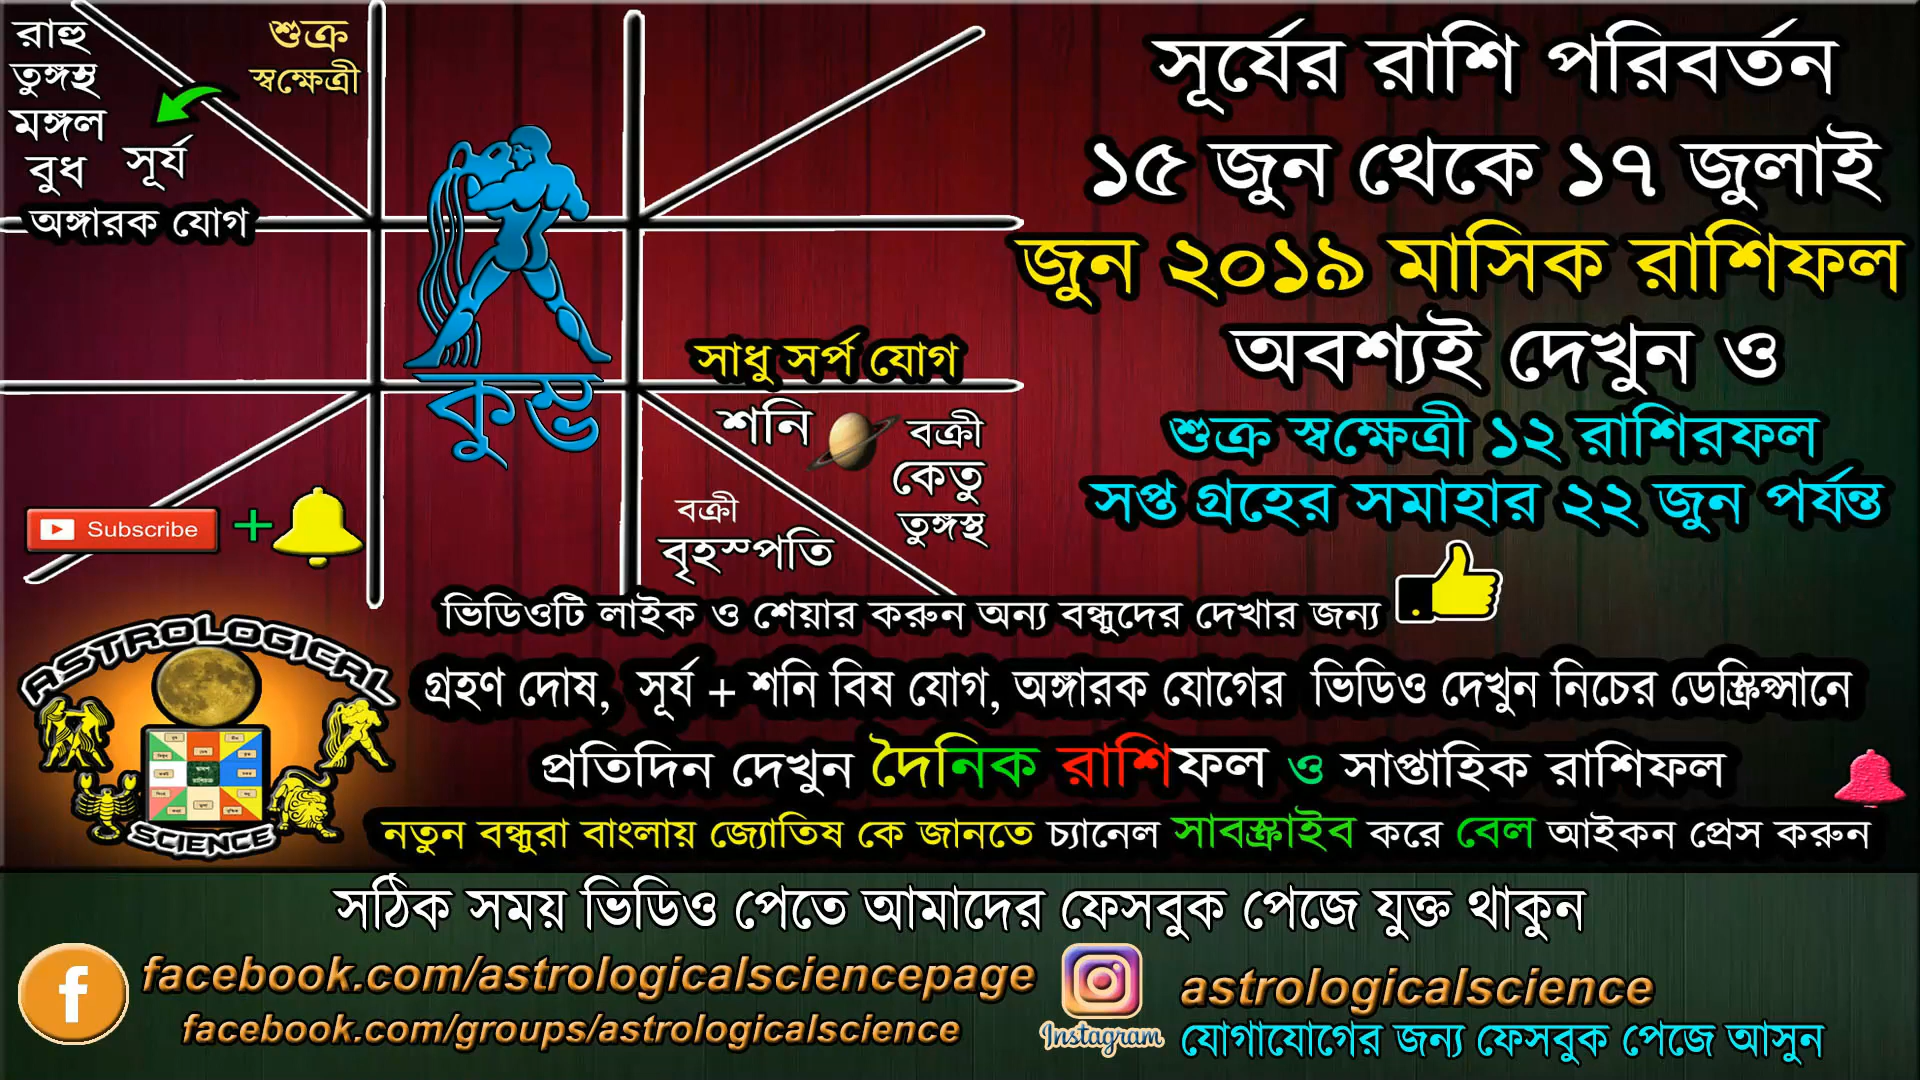 রাহু
তুঙ্গস্থ
মঙ্গল
বুধ
সূর্য
অঙ্গারক যোগ
শুক্র
স্বক্ষেত্রী
কুম্ভ
সাধু সর্প যোগ
শনি
বক্রী
কেতু
তুঙ্গস্থ
বক্রী
বৃহস্পতি
Subscribe
+
সূর্যের রাশি পরিবর্তন
১৫ জুন থেকে ১৭ জুলাই
জুন ২০১৯ মাসিক রাশিফল
অবশ্যই দেখুন ও
শুক্র স্বক্ষেত্রী ১২ রাশিরফল
সপ্ত গ্রহের সমাহার ২২ জুন পর্যন্ত
ভিডিওটি লাইক ও শেয়ার করুন অন্য বন্ধুদের দেখার জন্য
ASTROLOGICAL
SCIENCE
গ্রহণ দোষ, সূর্য + শনি বিষ যোগ, অঙ্গারক যোগের ভিডিও দেখুন নিচের ডেস্ক্রিপ্সানে
প্রতিদিন দেখুন দৈনিক রাশিফল ও সাপ্তাহিক রাশিফল
নতুন বন্ধুরা বাংলায় জ্যোতিষ কে জানতে চ্যানেল সাবস্ক্রাইব করে বেল আইকন প্রেস করুন
সঠিক সময় ভিডিও পেতে আমাদের ফেসবুক পেজে যুক্ত থাকুন
facebook.com/astrologicalsciencepage
facebook.com/groups/astrologicalscience
Instagram
astrologicalscience
যোগাযোগের জন্য ফেসবুক পেজে আসুন